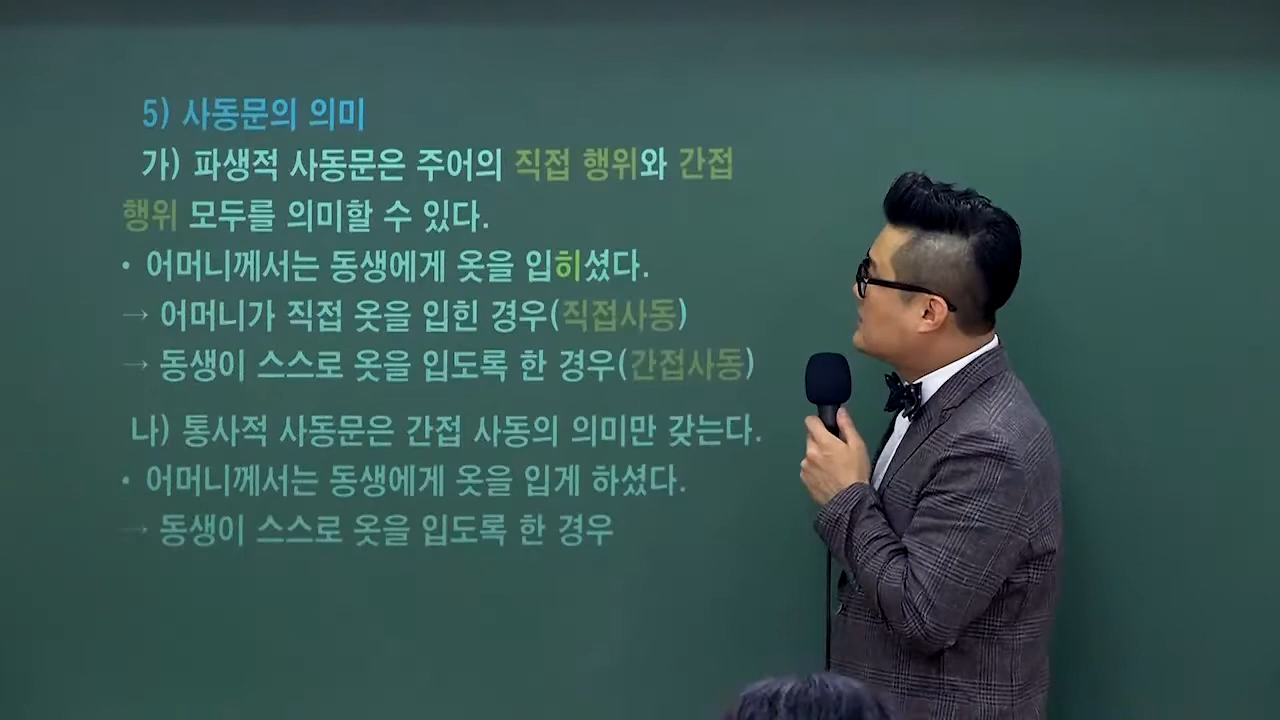 5) 사동문의 의미
가) 파생적 사동문은 주어의 직접 행위와 간접
행위 모두를 의미할 수 있다.
• 어머니께서는 동생에게 옷을 입히셨다.
→ 어머니가 직접 옷을 입힌 경우(직접사동)
→ 동생이 스스로 옷을 입도록 한 경우(간접사동)
나) 통사적 사동문은 간접 사동의 의미만 갖는다.
• 어머니께서는 동생에게 옷을 입게 하셨다.
→ 동생이 스스로 옷을 입도록 한 경우